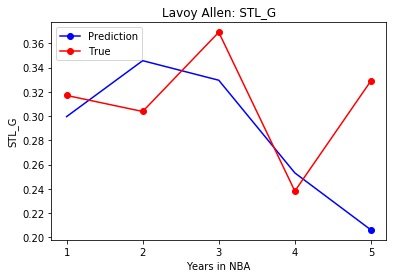 Lavoy Allen: STL_G
Prediction
True
0.36
0.34
0.32
0.30
0.28
0.26
0.24
0.22
0.20
STL_G
1 2 3 4 5
Years in NBA